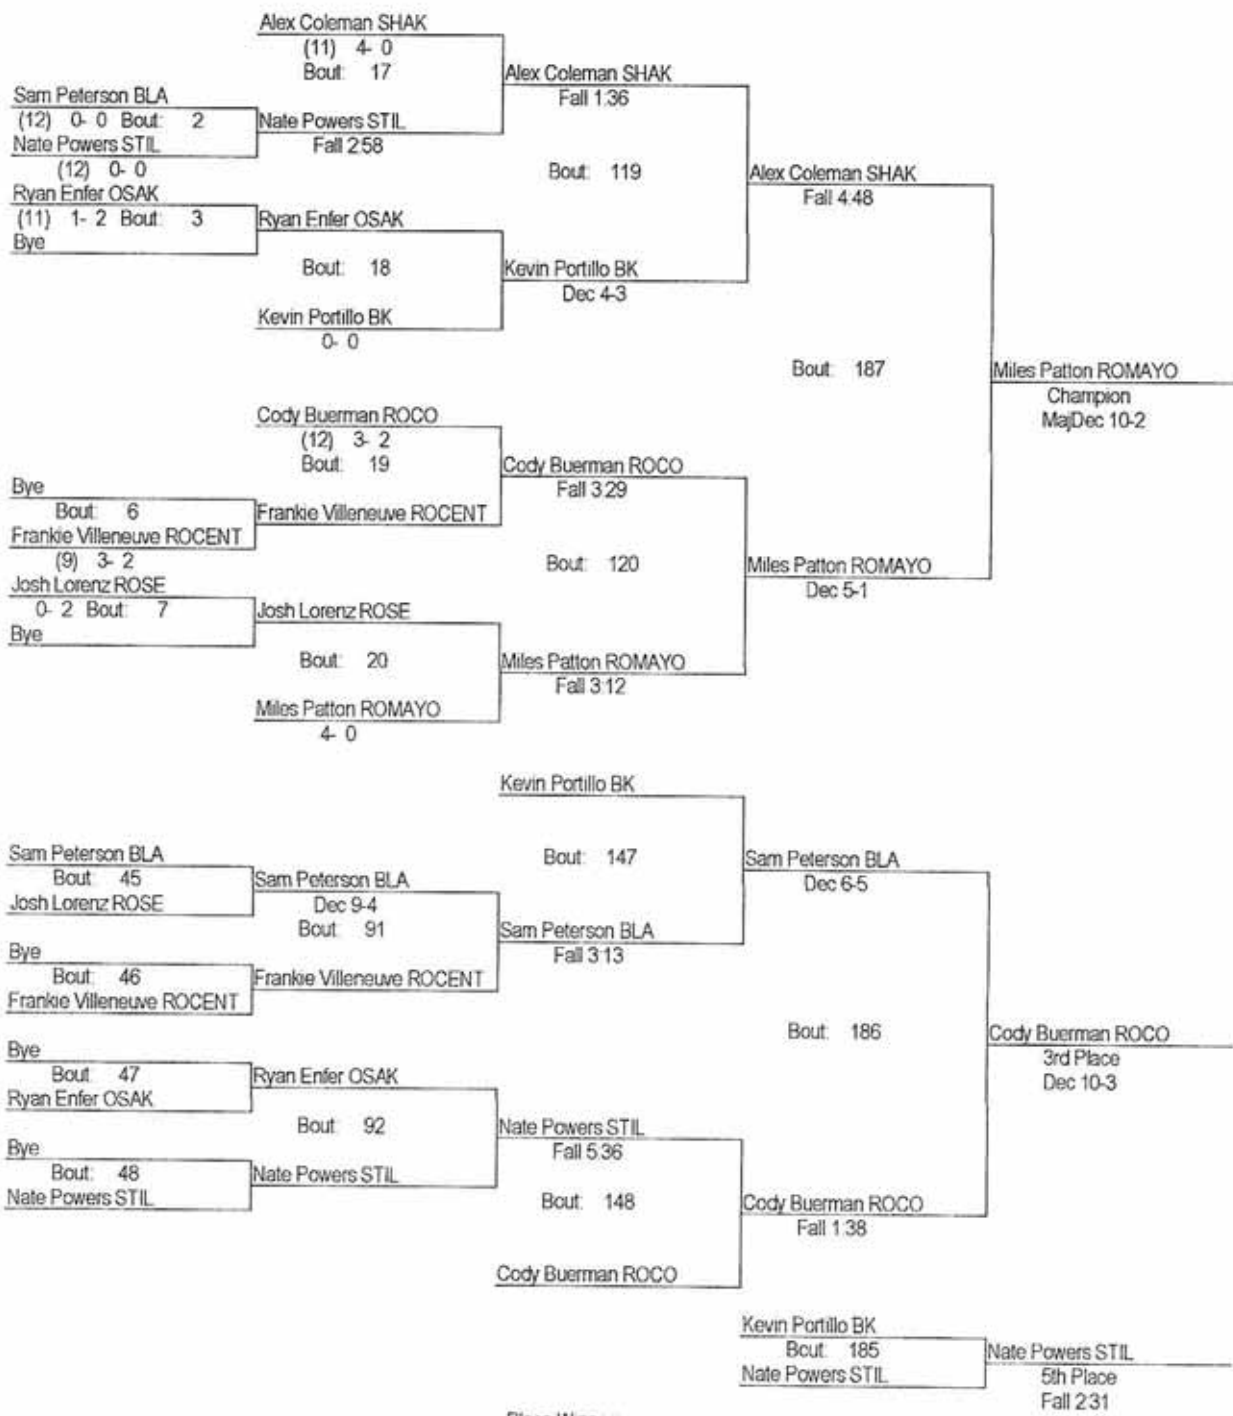 Alex Coleman SHAK
(11) 4- 0
Bout: 17
Alex Coleman SHAK
Fall 1:36
Sam Peterson BLA
(12) 0- 0 Bout: 2
Nate Powers STIL
Nate Powers STIL
Fall 2:58
(12) 0- 0
Bout: 119
Alex Coleman SHAK
Fall 4:48
Ryan Enfer OSAK
(11) 1- 2 Bout: 3
Bye
Ryan Enfer OSAK
Bout: 18
Kevin Portillo BK
Dec 4-3
Kevin Portillo BK
0- 0
Bout: 187
Miles Patton ROMAYO
Champion
MajDec 10-2
Cody Buerman ROCO
(12) 3- 2
Bout: 19
Cody Buerman ROCO
Fall 3:29
Bye
Bout: 6
Frankie Villeneuve ROCENT
Frankie Villeneuve ROCENT
(9) 3- 2
Bout: 120
Miles Patton ROMAYO
Dec 5-1
Josh Lorenz ROSE
0- 2 Bout: 7
Bye
Josh Lorenz ROSE
Bout: 20
Miles Patton ROMAYO
Fall 3:12
Miles Patton ROMAYO
4- 0
Kevin Portillo BK
Bout: 147
Sam Peterson BLA
Dec 6-5
Sam Peterson BLA
Bout: 45
Josh Lorenz ROSE
Sam Peterson BLA
Dec 9-4
Bout: 91
Sam Peterson BLA
Fall 3:13
Bye
Bout: 46
Frankie Villeneuve ROCENT
Frankie Villeneuve ROCENT
Bout: 186
Cody Buerman ROCO
3rd Place
Dec 10-3
Bye
Bout: 47
Ryan Enfer OSAK
Ryan Enfer OSAK
Bout: 92
Nate Powers STIL
Fall 5:36
Bye
Bout: 48
Nate Powers STIL
Nate Powers STIL
Bout: 148
Cody Buerman ROCO
Fall 1:38
Cody Buerman ROCO
Kevin Portillo BK
Bout: 185
Nate Powers STIL
Nate Powers STIL
5th Place
Fall 2:31